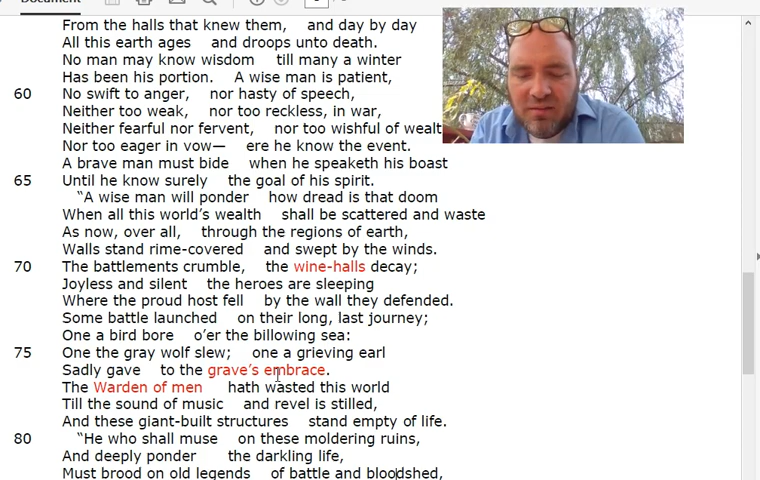 Document
From the halls that knew them, and day by day
All this earth ages and droops unto death.
No man may know wisdom till many a winter
Has been his portion. A wise man is patient,
60 No swift to anger, nor hasty of speech,
Neither too weak, nor too reckless, in war,
Neither fearful nor fervent, nor too wishful of wealt
Nor too eager in vow— ere he know the event.
A brave man must bide when he speaketh his boast
65 Until he know surely the goal of his spirit.
"A wise man will ponder how dread is that doom
When all this world's wealth shall be scattered and waste
As now, over all, through the regions of earth,
Walls stand rime-covered and swept by the winds.
70 The battlements crumble, the wine-halls decay;
Joyless and silent the heroes are sleeping
Where the proud host fell by the wall they defended.
Some battle launched on their long, last journey;
One a bird bore o'er the billowing sea:
75 One the gray wolf slew; one a grieving earl
Sadly gave to the grave's embrace.
The Warden of men hath wasted this world
Till the sound of music and revel is stilled,
And these giant-built structures stand empty of life.
80 "He who shall muse on these moldering ruins,
And deeply ponder the darkling life,
Must brood on old legends of battle and bloodshed,